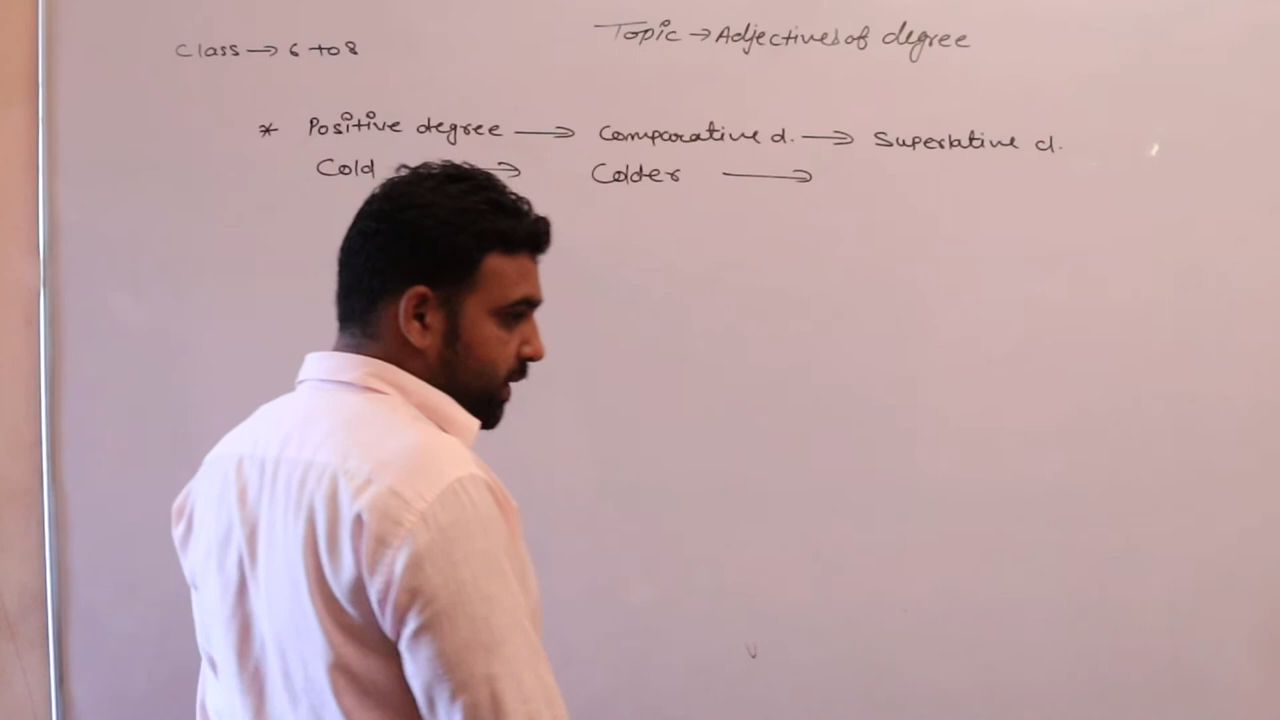 Class → 6 to 8
Topic → Adjectives of degree
* Positive degree → Comparative d. → Superlative d.
Cold → Colder →